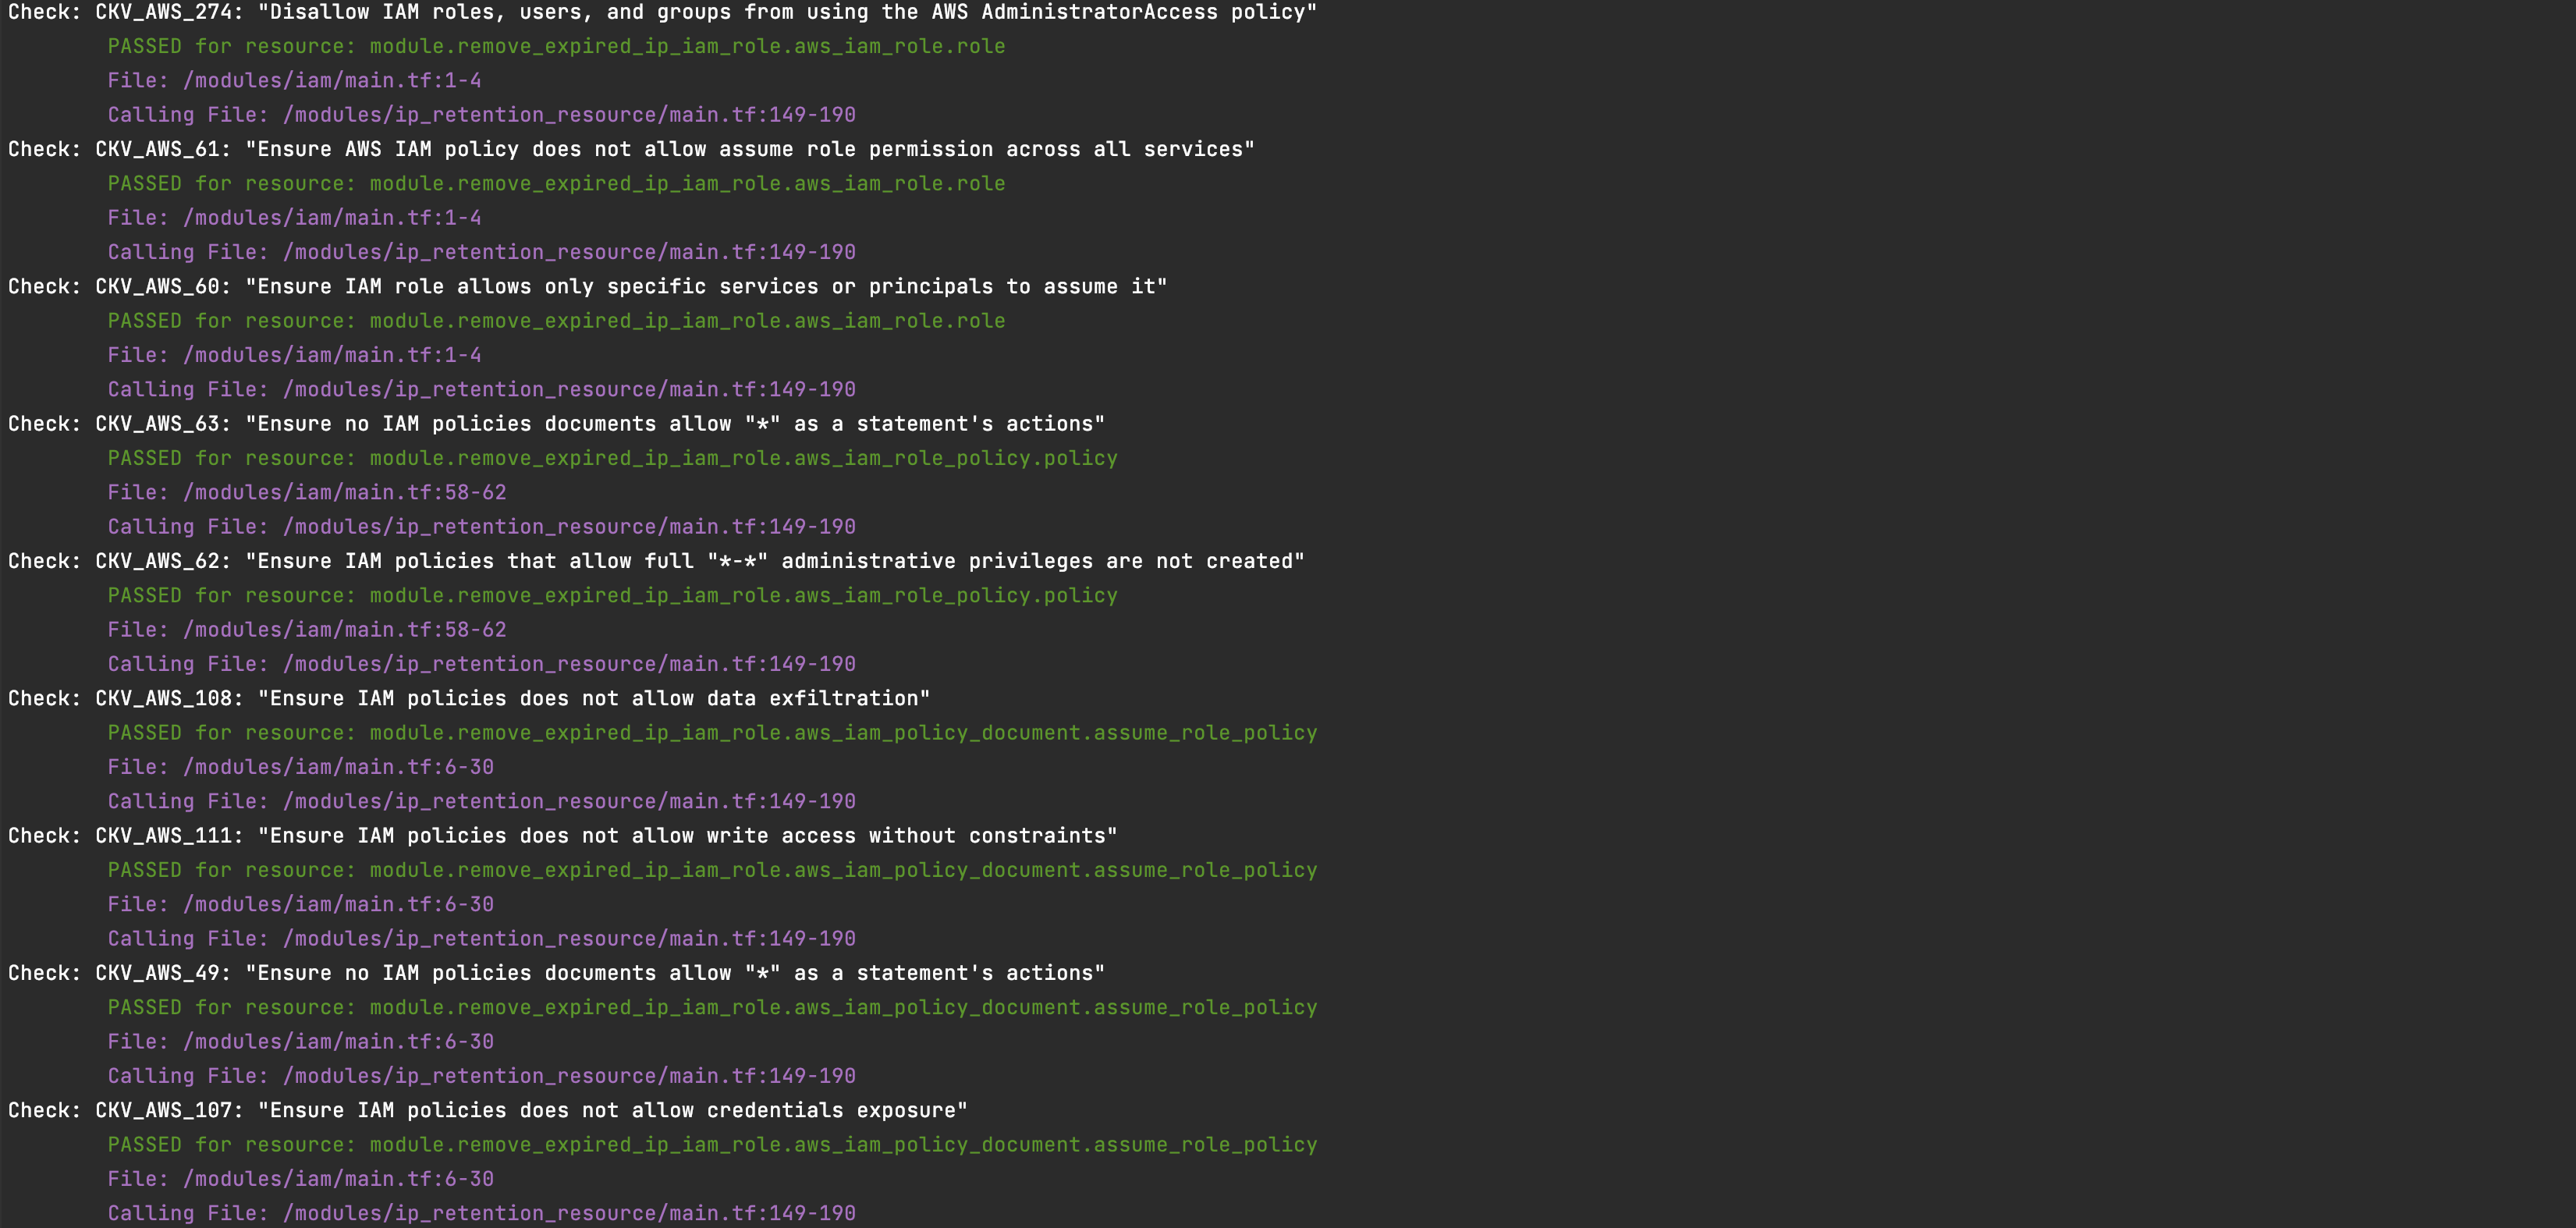 Check: CKV_AWS_274: "Disallow IAM roles, users, and groups from using the AWS AdministratorAccess policy"
PASSED for resource: module.remove_expired_ip_iam_role.aws_iam_role.role
File: /modules/iam/main.tf:1-4
Calling File: /modules/ip_retention_resource/main.tf:149-190
Check: CKV_AWS_61: "Ensure AWS IAM policy does not allow assume role permission across all services"
PASSED for resource: module.remove_expired_ip_iam_role.aws_iam_role.role
File: /modules/iam/main.tf:1-4
Calling File: /modules/ip_retention_resource/main.tf:149-190
Check: CKV_AWS_60: "Ensure IAM role allows only specific services or principals to assume it"
PASSED for resource: module.remove_expired_ip_iam_role.aws_iam_role.role
File: /modules/iam/main.tf:1-4
Calling File: /modules/ip_retention_resource/main.tf:149-190
Check: CKV_AWS_63: "Ensure no IAM policies documents allow "*" as a statement's actions"
PASSED for resource: module.remove_expired_ip_iam_role.aws_iam_role_policy.policy
File: /modules/iam/main.tf:58-62
Calling File: /modules/ip_retention_resource/main.tf:149-190
Check: CKV_AWS_62: "Ensure IAM policies that allow full "*-*" administrative privileges are not created"
PASSED for resource: module.remove_expired_ip_iam_role.aws_iam_role_policy.policy
File: /modules/iam/main.tf:58-62
Calling File: /modules/ip_retention_resource/main.tf:149-190
Check: CKV_AWS_108: "Ensure IAM policies does not allow data exfiltration"
PASSED for resource: module.remove_expired_ip_iam_role.aws_iam_policy_document.assume_role_policy
File: /modules/iam/main.tf:6-30
Calling File: /modules/ip_retention_resource/main.tf:149-190
Check: CKV_AWS_111: "Ensure IAM policies does not allow write access without constraints"
PASSED for resource: module.remove_expired_ip_iam_role.aws_iam_policy_document.assume_role_policy
File: /modules/iam/main.tf:6-30
Calling File: /modules/ip_retention_resource/main.tf:149-190
Check: CKV_AWS_49: "Ensure no IAM policies documents allow "*" as a statement's actions"
PASSED for resource: module.remove_expired_ip_iam_role.aws_iam_policy_document.assume_role_policy
File: /modules/iam/main.tf:6-30
Calling File: /modules/ip_retention_resource/main.tf:149-190
Check: CKV_AWS_107: "Ensure IAM policies does not allow credentials exposure"
PASSED for resource: module.remove_expired_ip_iam_role.aws_iam_policy_document.assume_role_policy
File: /modules/iam/main.tf:6-30
Calling File: /modules/ip_retention_resource/main.tf:149-190